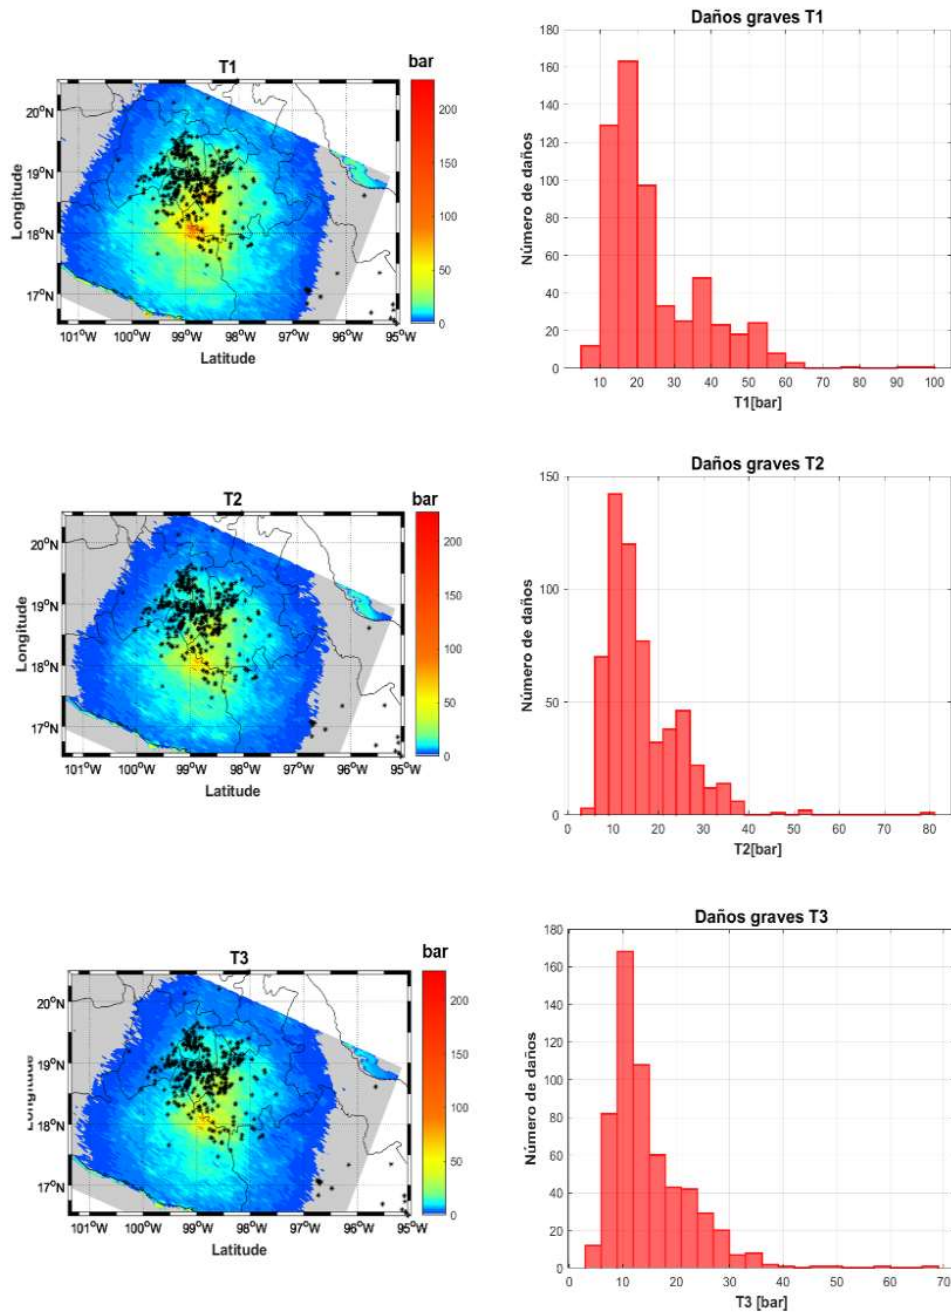 T1
bar
200
150
100
50
0
20°N
19°N
18°N
17°N
Longitude
101°W 100°W 99°W 98°W 97°W 96°W 95°W
Latitude
Daños graves T1
Número de daños
180
160
140
120
100
80
60
40
20
0
10 20 30 40 50 60 70 80 90 100
T1[bar]
T2
bar
200
150
100
50
0
20°N
19°N
18°N
17°N
Longitude
101°W 100°W 99°W 98°W 97°W 96°W 95°W
Latitude
Daños graves T2
Número de daños
150
100
50
0
0 10 20 30 40 50 60 70 80
T2[bar]
T3
bar
200
150
100
50
0
20°N
19°N
18°N
17°N
Longitude
101°W 100°W 99°W 98°W 97°W 96°W 95°W
Latitude
Daños graves T3
Número de daños
180
160
140
120
100
80
60
40
20
0
0 10 20 30 40 50 60 70
T3 [bar]